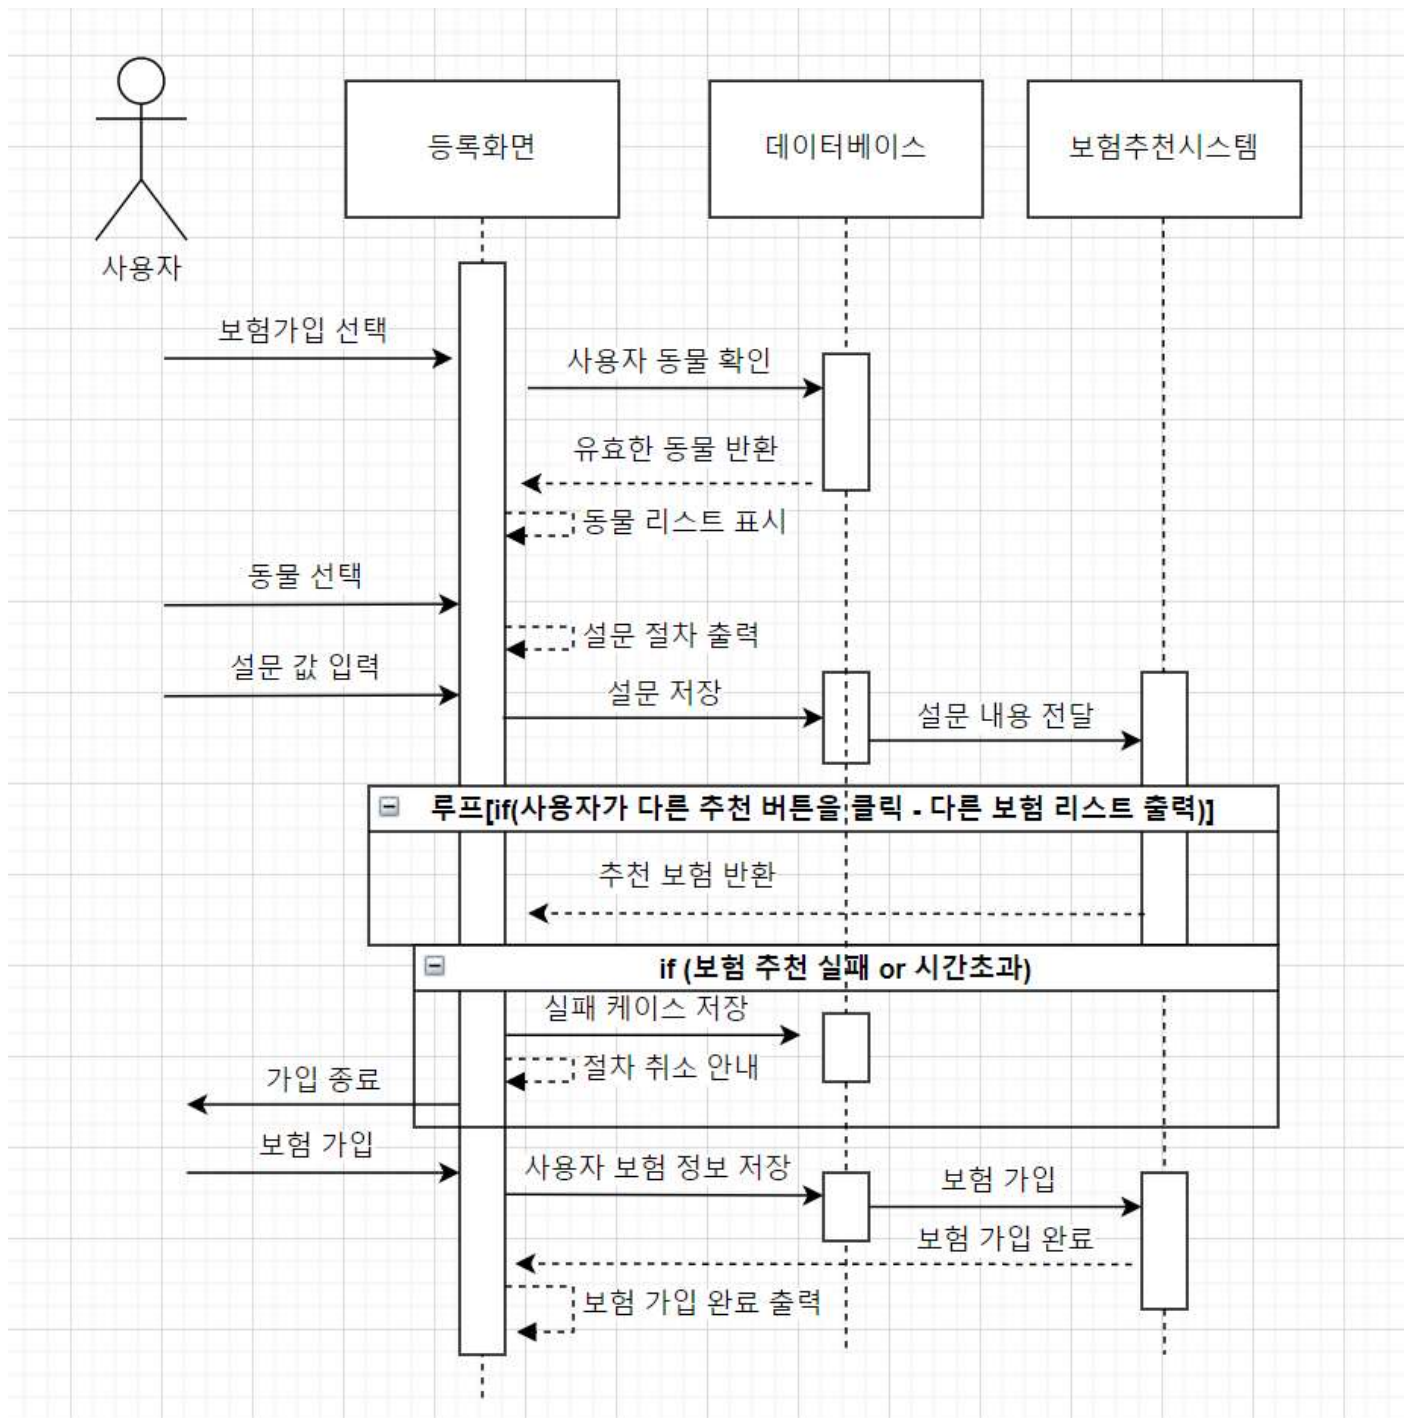 등록화면
데이터베이스
보험추천시스템
사용자
보험가입 선택
사용자 동물 확인
유효한 동물 반환
동물 리스트 표시
동물 선택
설문 절차 출력
설문 값 입력
설문 저장
설문 내용 전달
루프[if(사용자가 다른 추천 버튼을 클릭 - 다른 보험 리스트 출력)]
추천 보험 반환
if (보험 추천 실패 or 시간초과)
실패 케이스 저장
절차 취소 안내
가입 종료
보험 가입
사용자 보험 정보 저장
보험 가입
보험 가입 완료
보험 가입 완료 출력